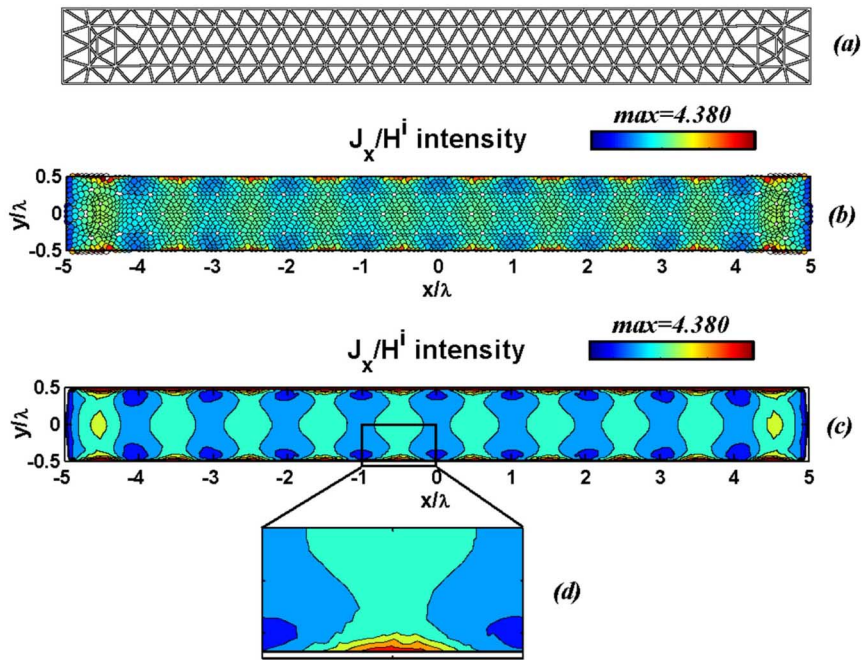 (a)
max=4.380
J_x/H^i intensity
0.5
0
-0.5
y/λ
-5 -4 -3 -2 -1 0 1 2 3 4 5
x/λ
(b)
max=4.380
J_x/H^i intensity
0.5
0
-0.5
y/λ
-5 -4 -3 -2 -1 0 1 2 3 4 5
x/λ
(c)
(d)